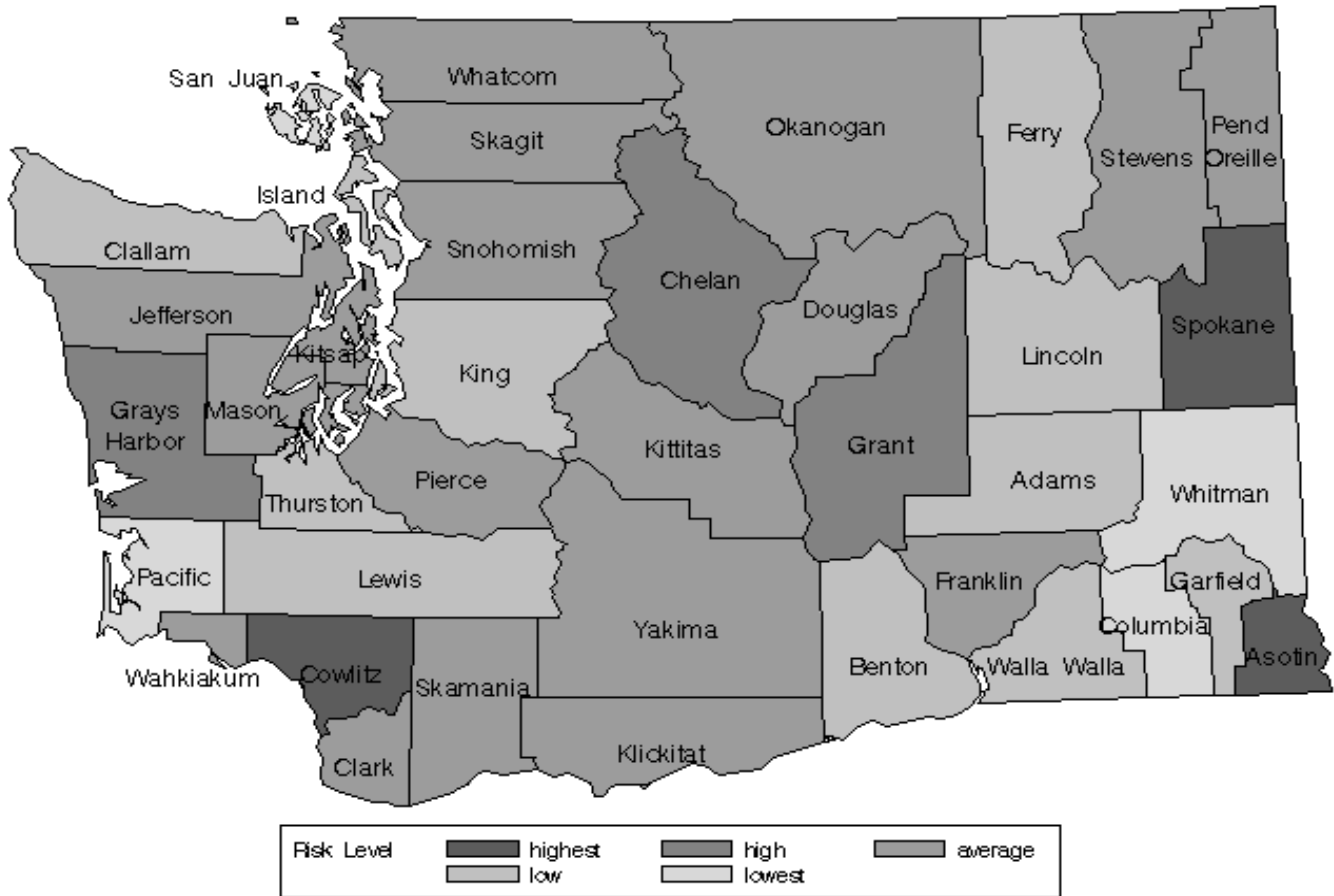 San Juan
Whatcom
Skagit
Okanogan
Ferry
Stevens
Pend
Oreille
Island
Clallam
Snohomish
Chelan
Douglas
Jefferson
Kitsap
King
Lincoln
Spokane
Grays
Harbor
Mason
Kittitas
Grant
Pierce
Thurston
Adams
Whitman
Pacific
Lewis
Yakima
Franklin
Garfield
Columbia
Wahkiakum
Cowlitz
Skamania
Benton
Walla Walla
Asotin
Clark
Klickitat
Risk Level highest high average
low lowest